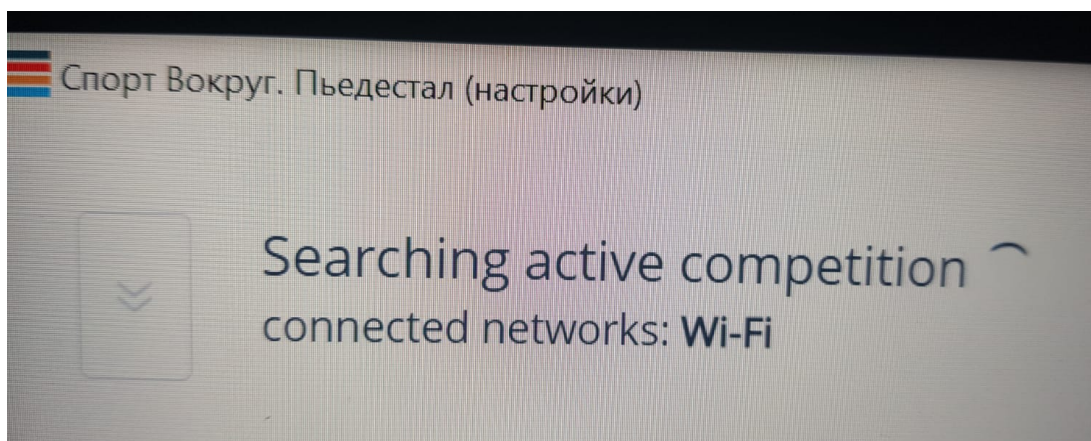 Спорт Вокруг. Пьедестал (настройки)
Searching active competition
connected networks: Wi-Fi